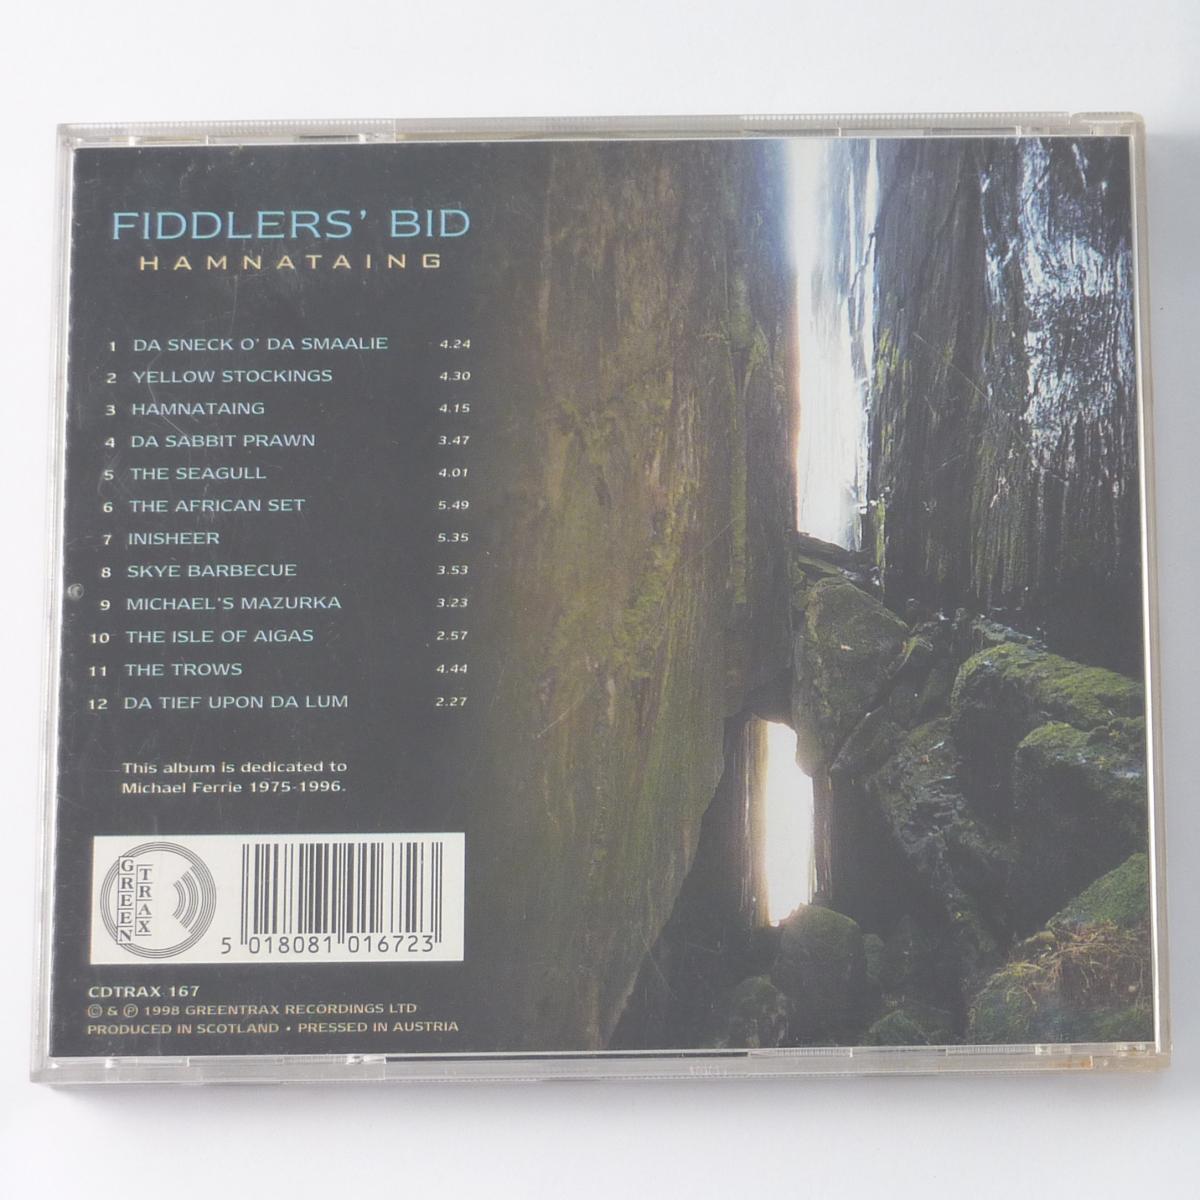 FIDDLERS' BID
HAMNATAING
1 DA SNECK O' DA SMAALIE 4.24
2 YELLOW STOCKINGS 4.30
3 HAMNATAING 4.15
4 DA SABBIT PRAWN 3.47
5 THE SEAGULL 4.01
6 THE AFRICAN SET 5.49
7 INISHEER 5.35
8 SKYE BARBECUE 3.53
9 MICHAEL'S MAZURKA 3.23
10 THE ISLE OF AIGAS 2.57
11 THE TROWS 4.44
12 DA TIEF UPON DA LUM 2.27
This album is dedicated to
Michael Ferrie 1975-1996.
GREEN
TRAX
5 018081 016723
CDTRAX 167
© & ℗ 1998 GREENTRAX RECORDINGS LTD
PRODUCED IN SCOTLAND • PRESSED IN AUSTRIA